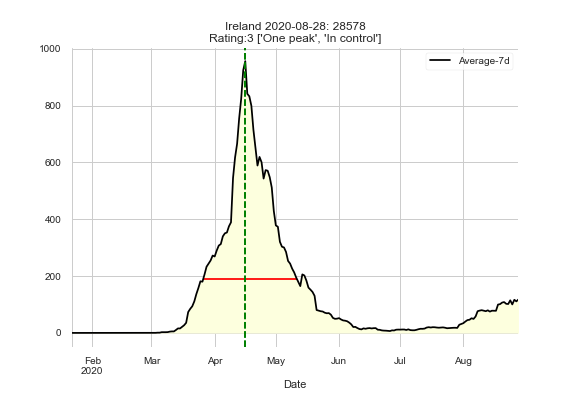 Ireland 2020-08-28: 28578
Rating:3 ['One peak', 'In control']
Average-7d
1000
800
600
400
200
0
Feb Mar Apr May Jun Jul Aug
2020
Date